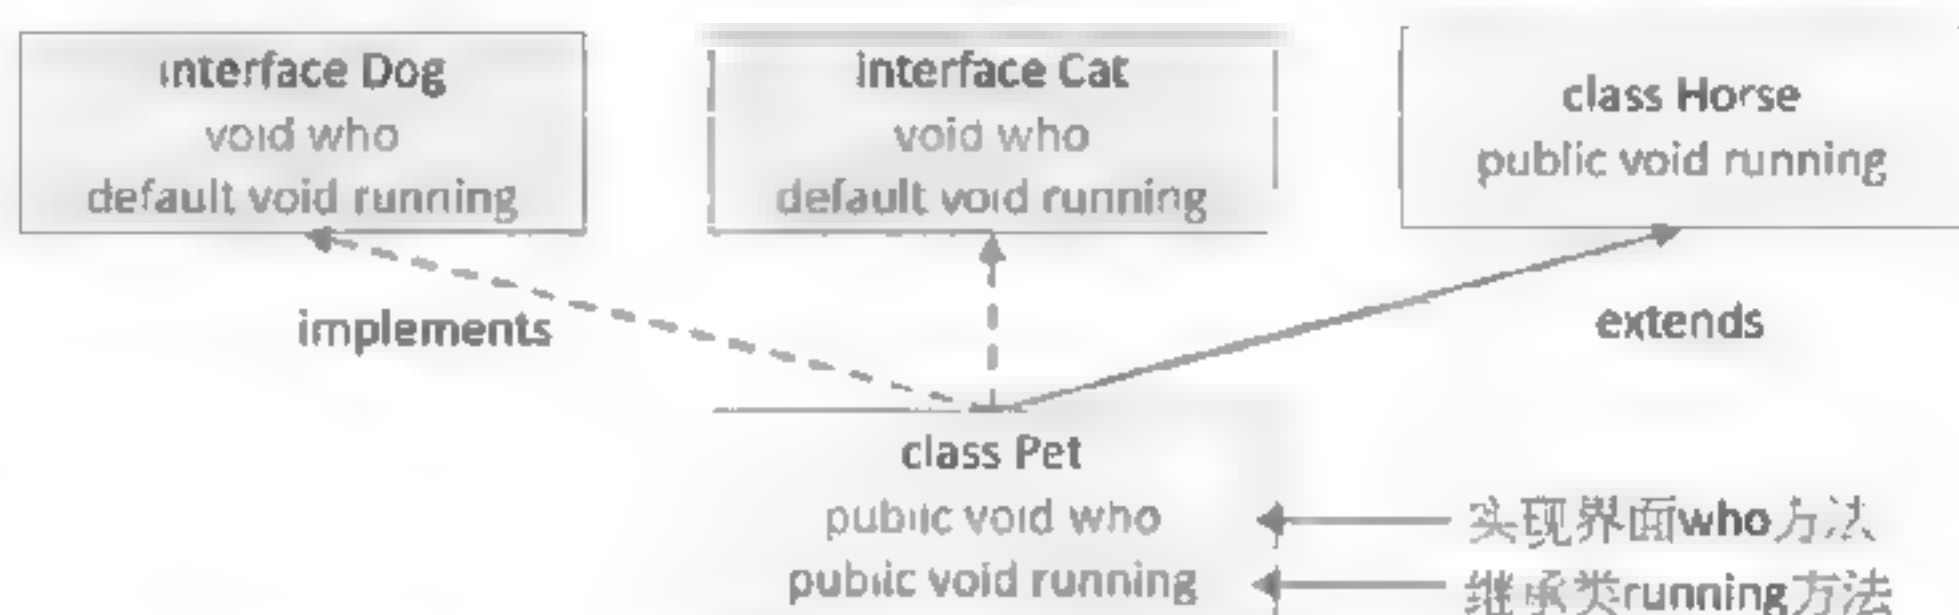 interface Dog
void who
default void running
interface Cat
void who
default void running
class Horse
public void running
implements
extends
class Pet
public void who
实现界面who方法
public void running
继承类running方法